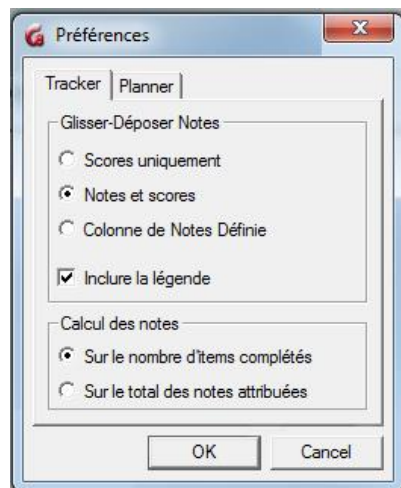 Préférences
Tracker Planner
Glisser-Déposer Notes
Scores uniquement
Notes et scores
Colonne de Notes Définie
Inclure la légende
Calcul des notes
Sur le nombre d'items complétés
Sur le total des notes attribuées
OK Cancel